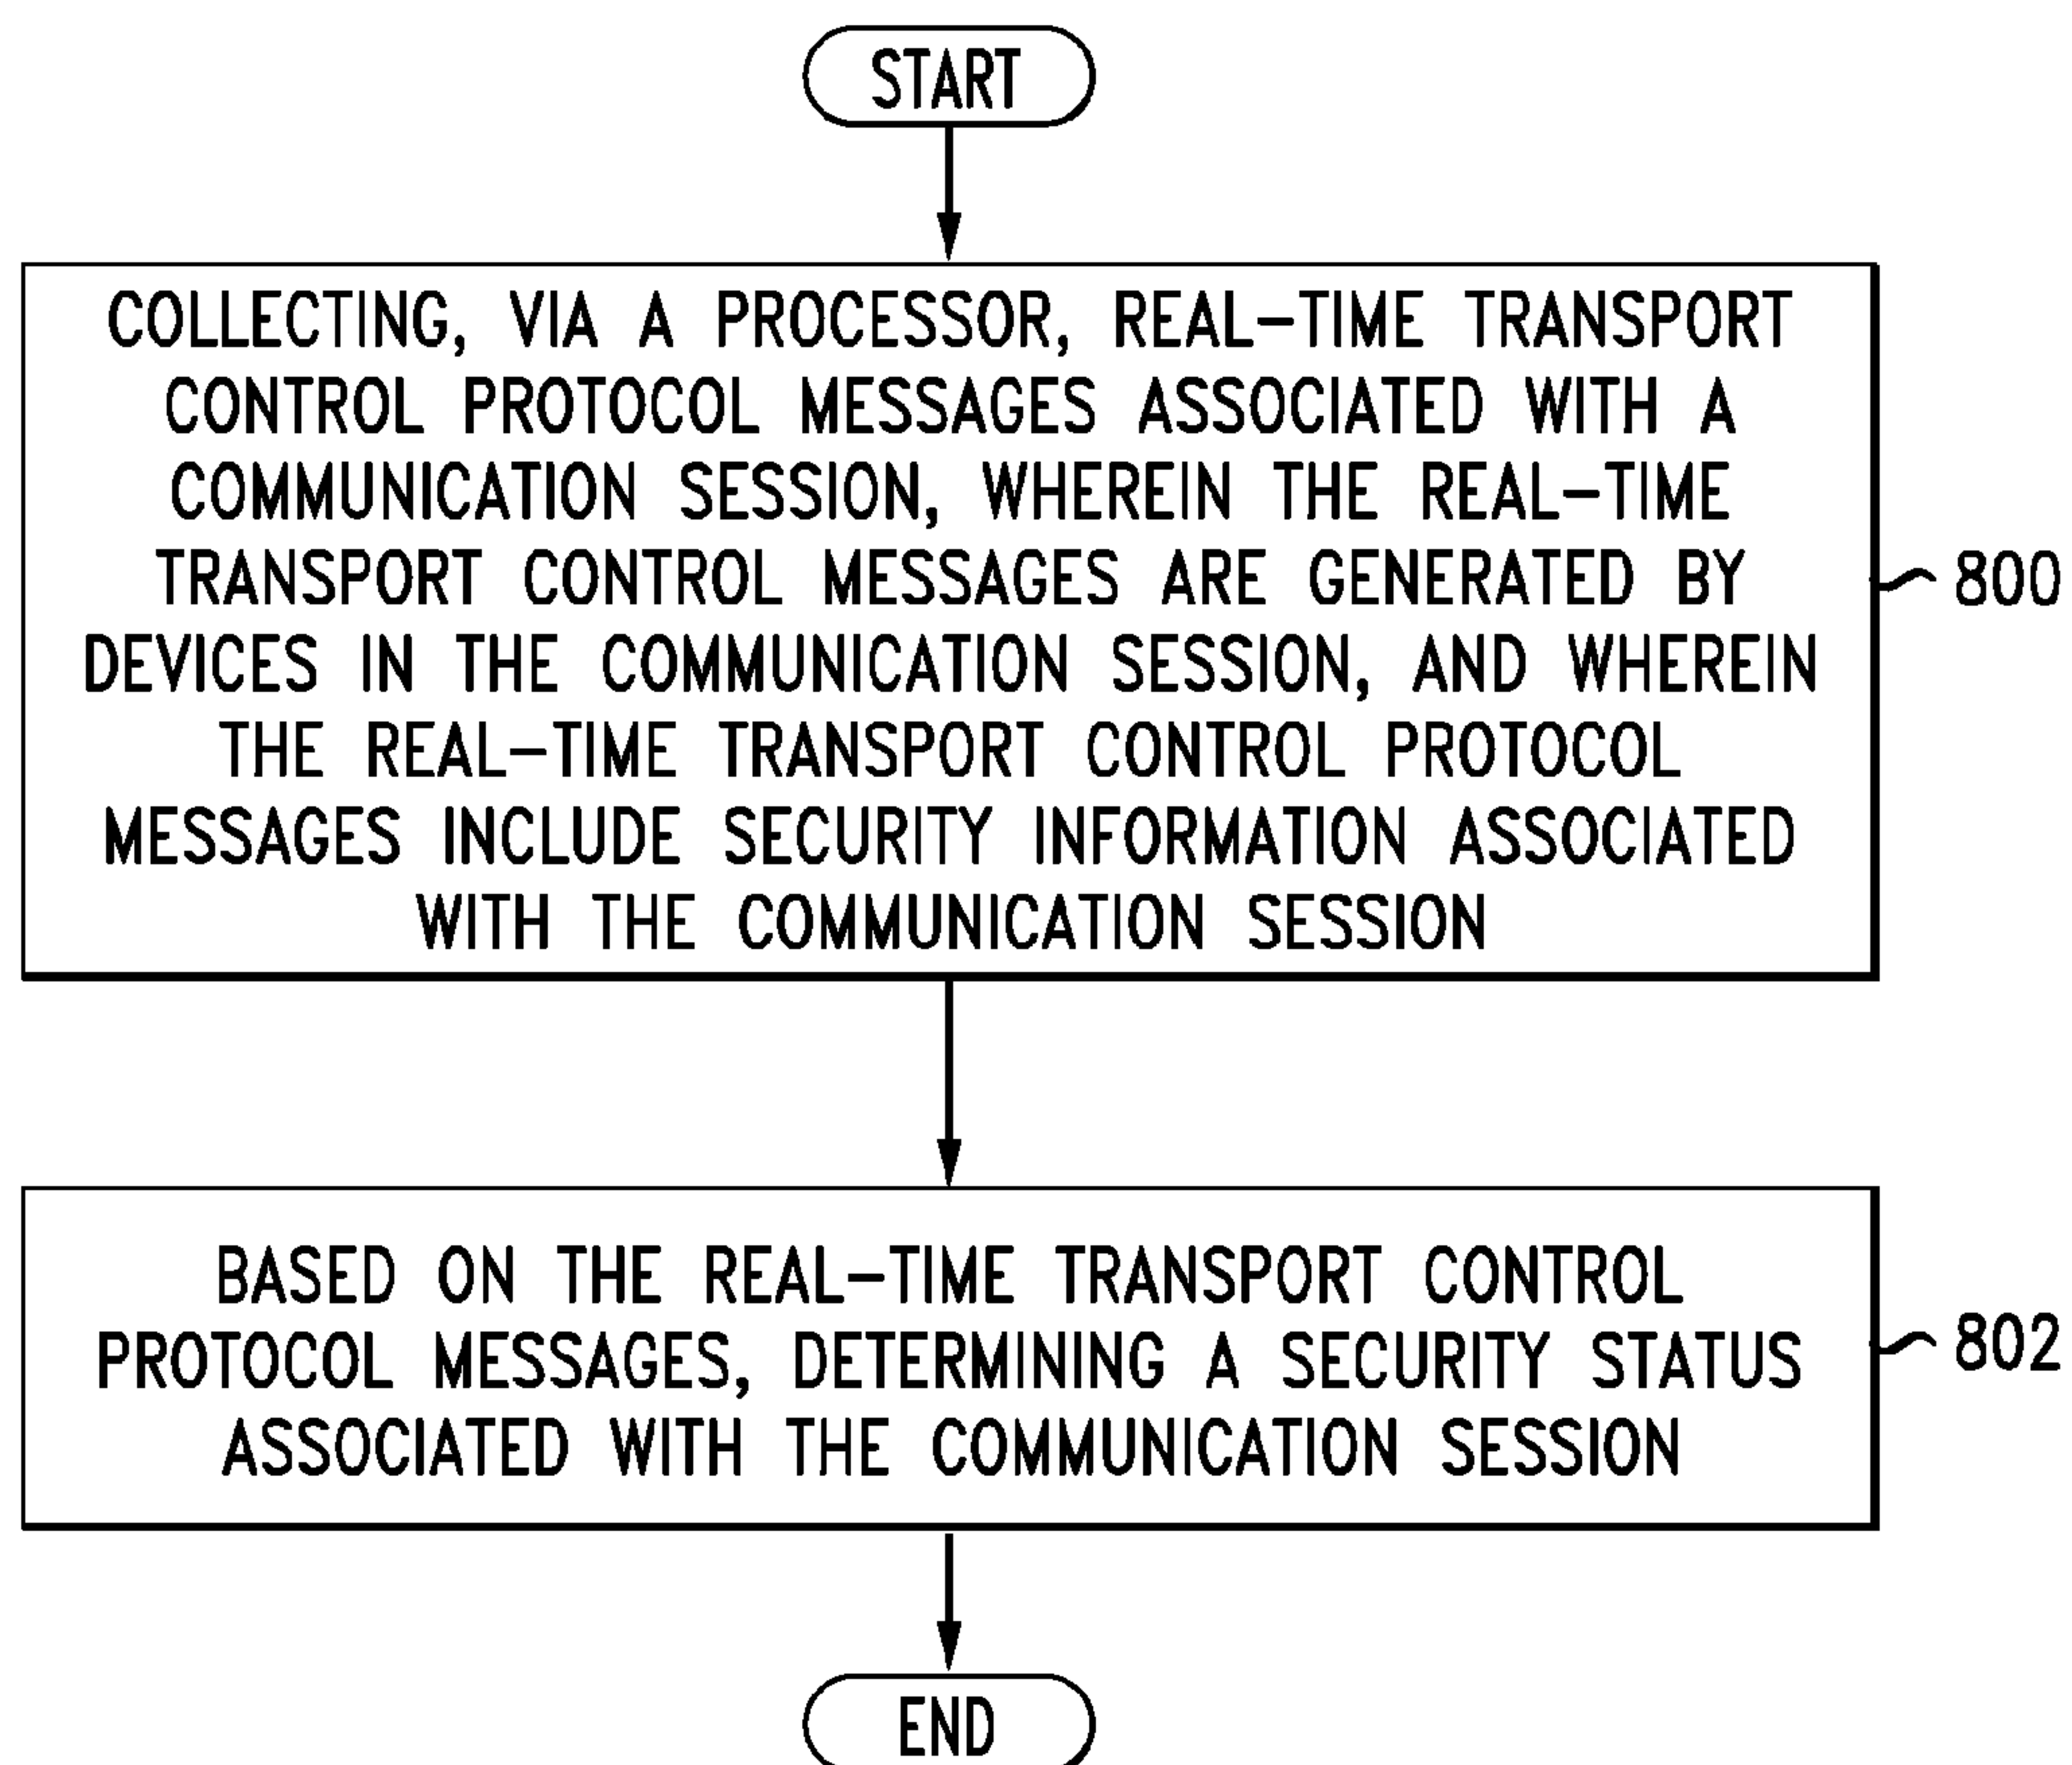 START
COLLECTING, VIA A PROCESSOR, REAL-TIME TRANSPORT
CONTROL PROTOCOL MESSAGES ASSOCIATED WITH A
COMMUNICATION SESSION, WHEREIN THE REAL-TIME
TRANSPORT CONTROL MESSAGES ARE GENERATED BY
DEVICES IN THE COMMUNICATION SESSION, AND WHEREIN
THE REAL-TIME TRANSPORT CONTROL PROTOCOL
MESSAGES INCLUDE SECURITY INFORMATION ASSOCIATED
WITH THE COMMUNICATION SESSION
800
BASED ON THE REAL-TIME TRANSPORT CONTROL
PROTOCOL MESSAGES, DETERMINING A SECURITY STATUS
ASSOCIATED WITH THE COMMUNICATION SESSION
802
END